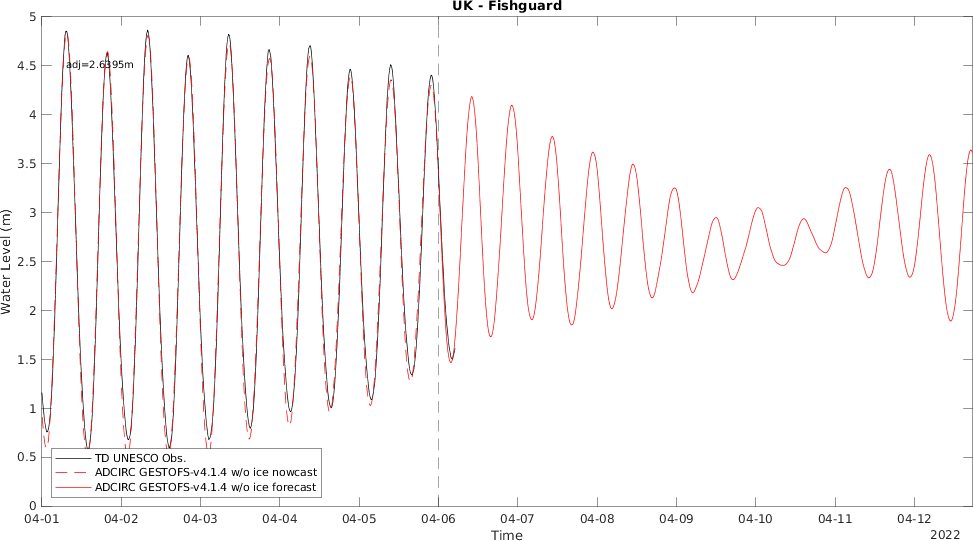 UK - Fishguard
5
4.5
4
3.5
3
2.5
2
1.5
1
0.5
0
Water Level (m)
adj=2.6395m
TD UNESCO Obs.
ADCIRC GESTOFS-v4.1.4 w/o ice nowcast
ADCIRC GESTOFS-v4.1.4 w/o ice forecast
04-01 04-02 04-03 04-04 04-05 04-06 04-07 04-08 04-09 04-10 04-11 04-12
Time
2022